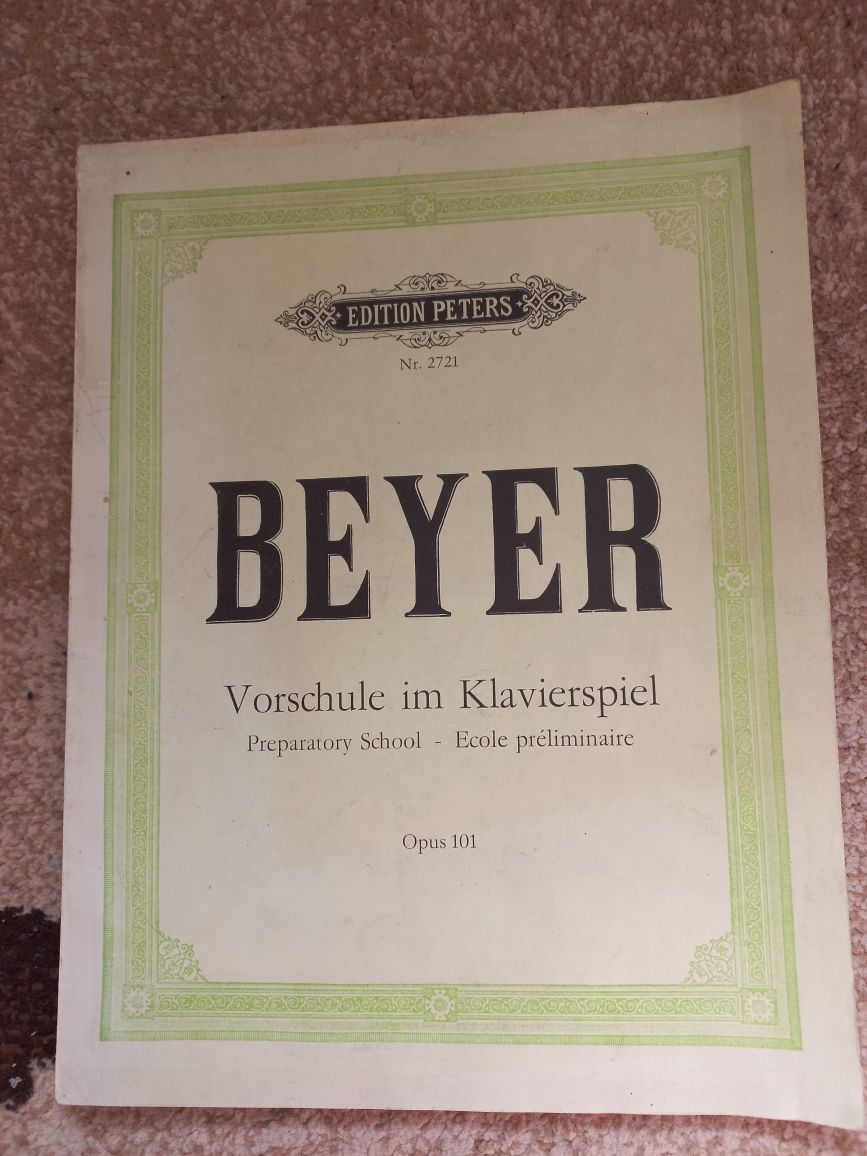 EDITION PETERS
Nr. 2721
BEYER
Vorschule im Klavierspiel
Preparatory School - Ecole préliminaire
Opus 101